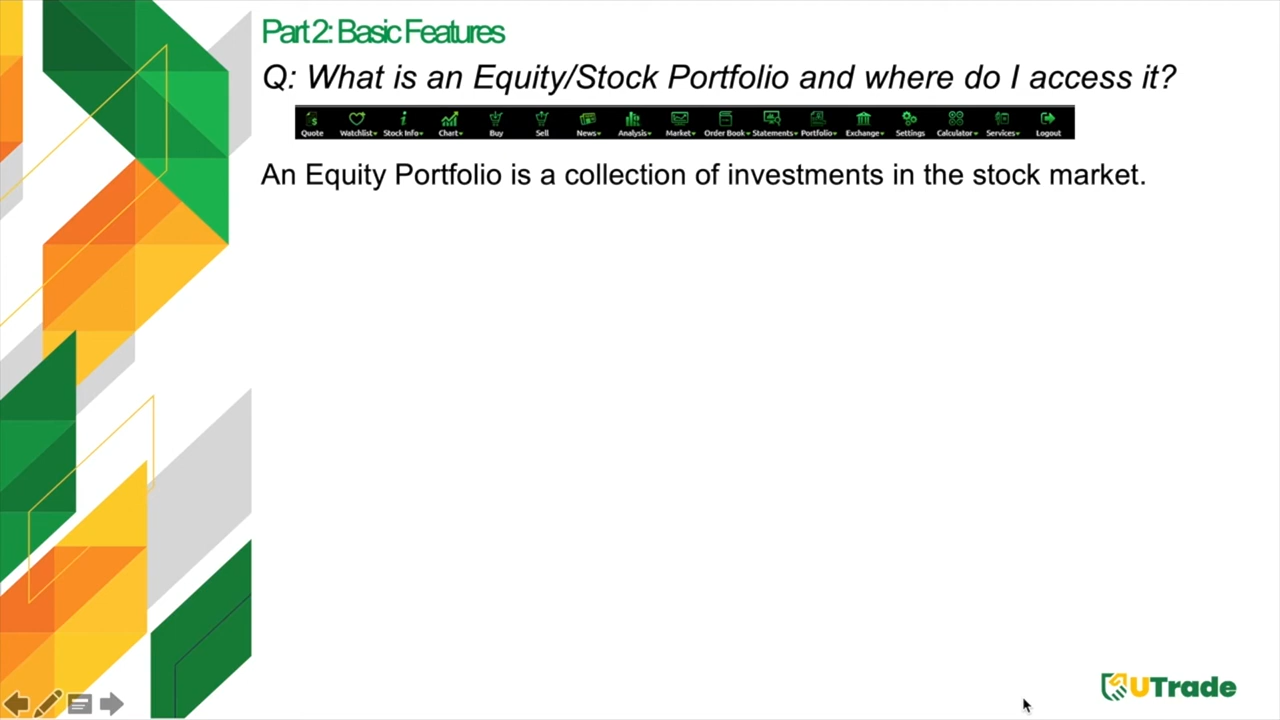 Part 2: Basic Features
Q: What is an Equity/Stock Portfolio and where do I access it?
Quote Watchlist Stock Info Chart Buy Sell News Analysis Market Order Book Statements Portfolio Exchange Settings Calculator Services Logout
An Equity Portfolio is a collection of investments in the stock market.
UTrade